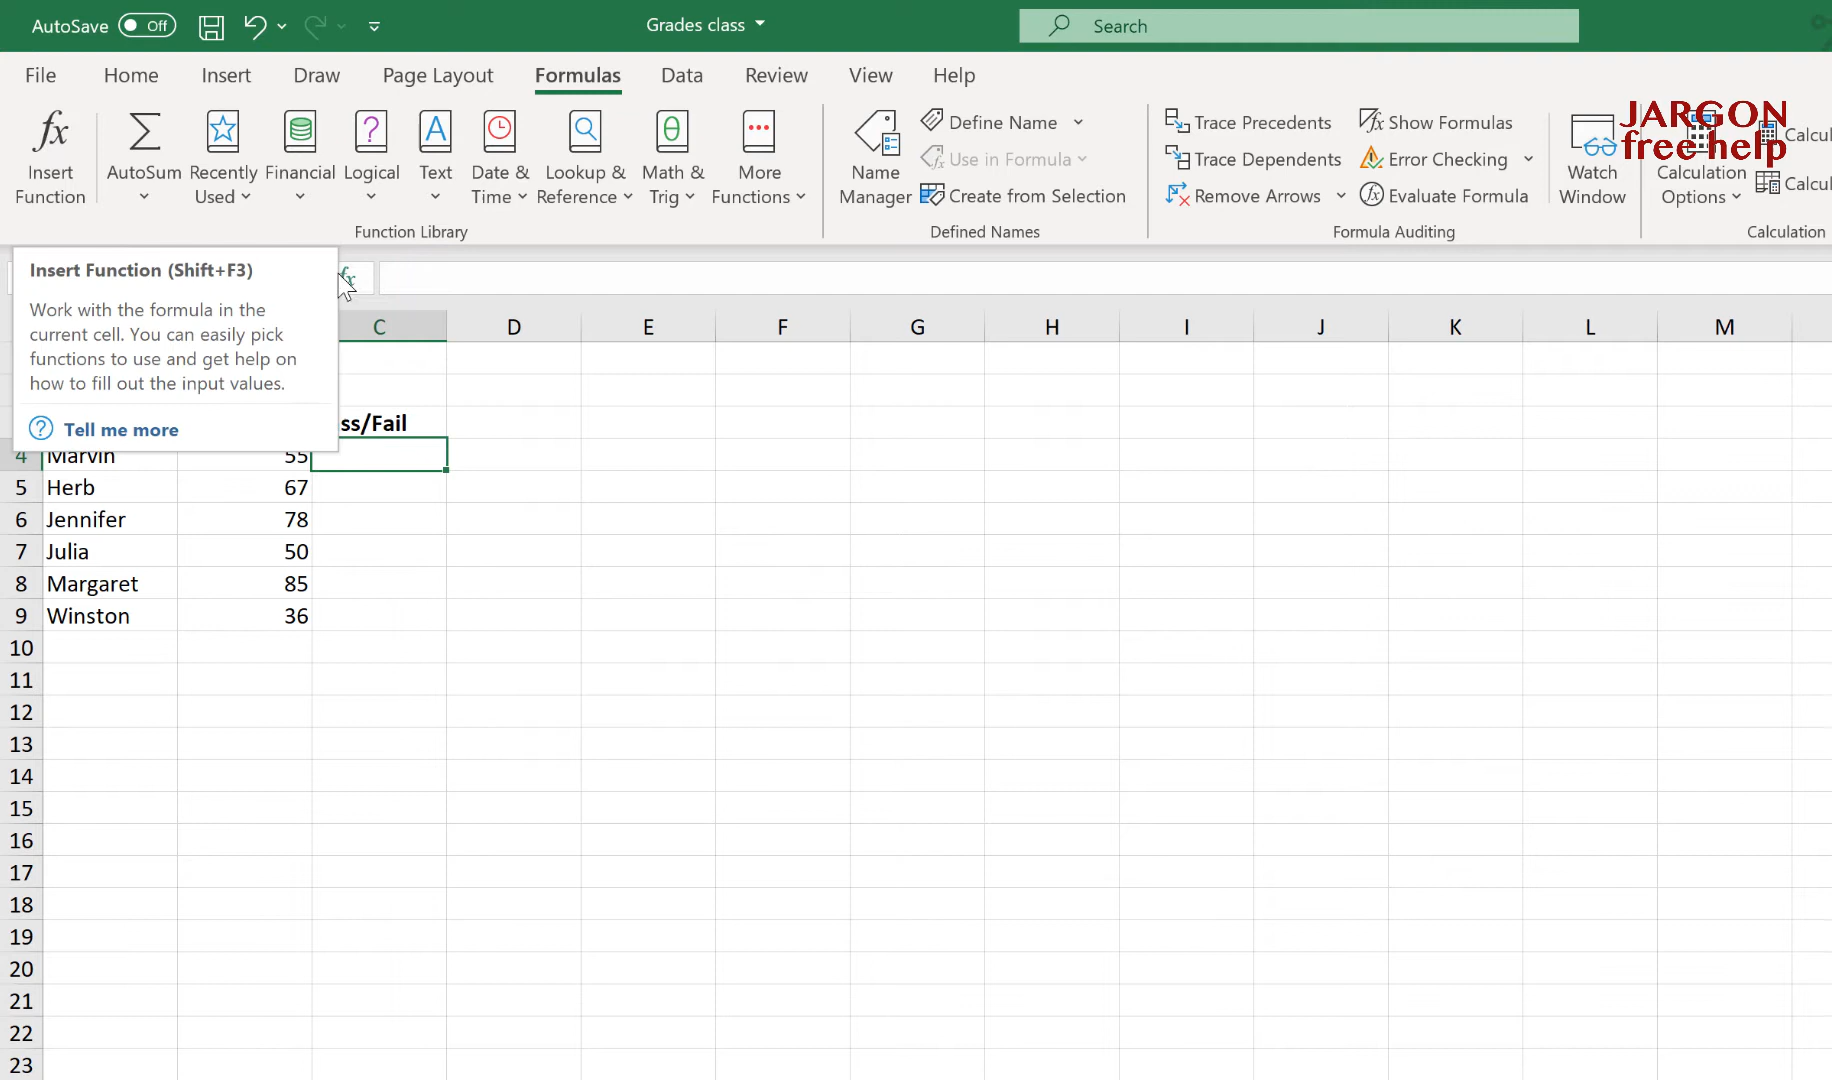 AutoSave Off
Grades class
Search
File Home Insert Draw Page Layout Formulas Data Review View Help
fx
Insert Function
AutoSum
Recently Used
Financial
Logical
Text
Date & Time
Lookup & Reference
Math & Trig
More Functions
Function Library
Name Manager
Define Name
Use in Formula
Create from Selection
Defined Names
Trace Precedents
Trace Dependents
Remove Arrows
Show Formulas
Error Checking
Evaluate Formula
Formula Auditing
Watch Window
Calculation Options
Calcul
Calcul
Calculation
JARGON
free help
Insert Function (Shift+F3)
Work with the formula in the
current cell. You can easily pick
functions to use and get help on
how to fill out the input values.
Tell me more
fx
C D E F G H I J K L M
ss/Fail
4 Marvin 55
5 Herb 67
6 Jennifer 78
7 Julia 50
8 Margaret 85
9 Winston 36
10
11
12
13
14
15
16
17
18
19
20
21
22
23